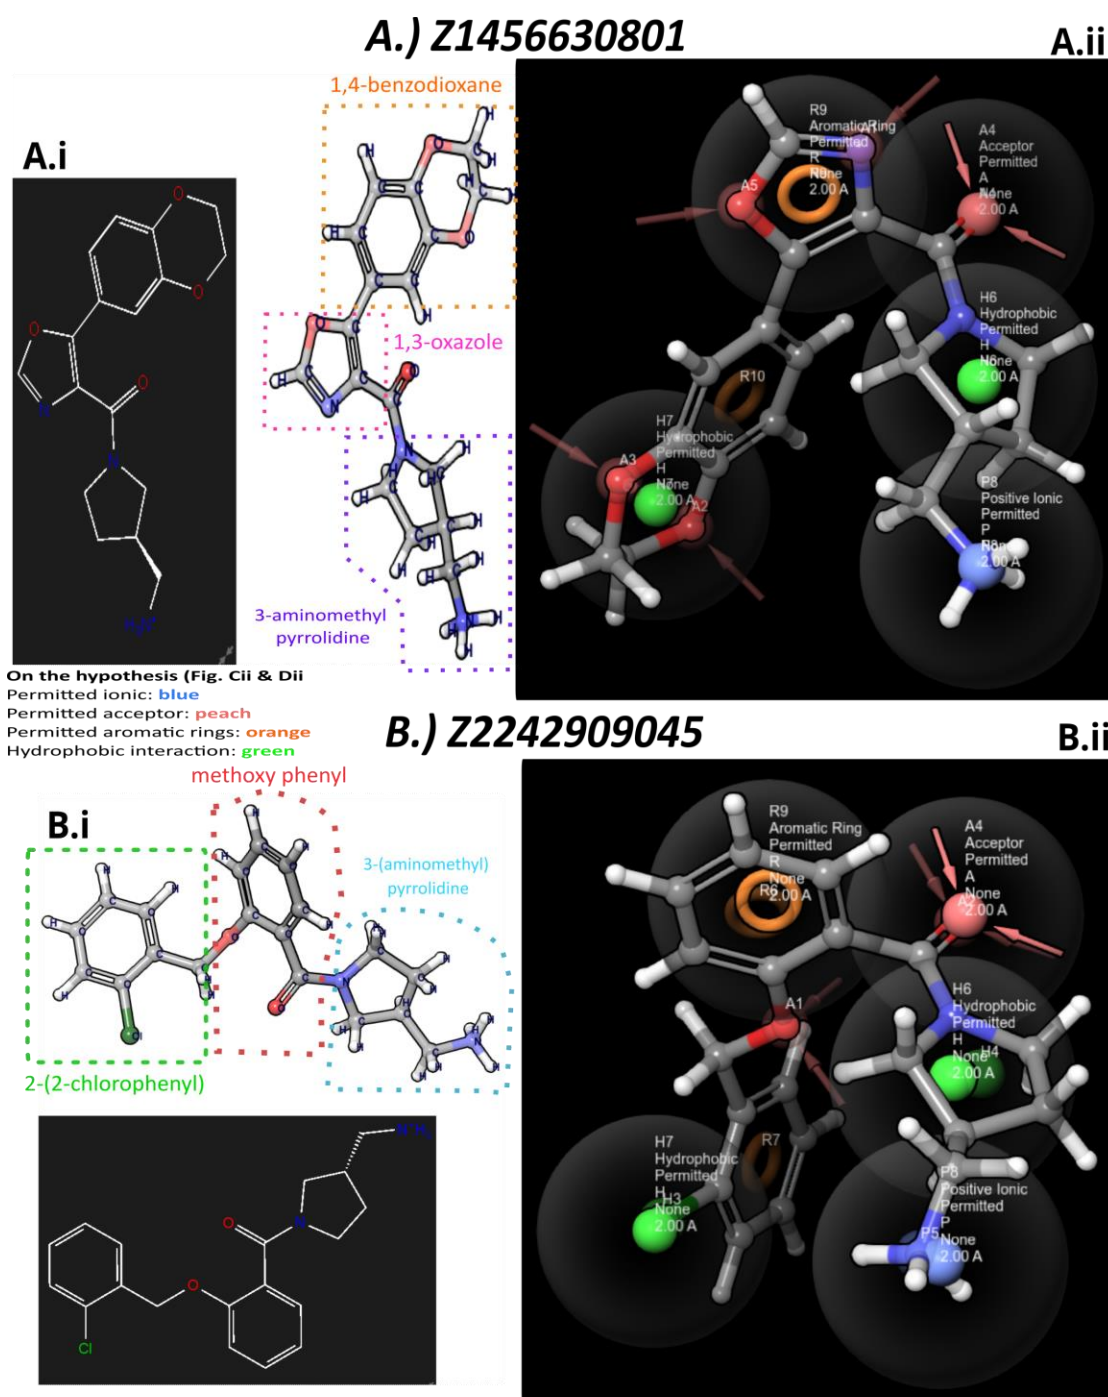 A.) Z1456630801
A.i
A.ii
1,4-benzodioxane
1,3-oxazole
3-aminomethyl
pyrrolidine
O
O
O
N
O
N
H₃N⁺
R9
Aromatic Ring
Permitted
R
None
2.00 A
A5
A4
Acceptor
Permitted
A
None
2.00 A
H6
Hydrophobic
Permitted
H
None
2.00 A
R10
H7
Hydrophobic
Permitted
H
None
2.00 A
A3
A2
P8
Positive Ionic
Permitted
P
None
2.00 A
On the hypothesis (Fig. Cii & Dii
Permitted ionic: blue
Permitted acceptor: peach
Permitted aromatic rings: orange
Hydrophobic interaction: green
B.) Z2242909045
B.i
B.ii
methoxy phenyl
3-(aminomethyl)
pyrrolidine
2-(2-chlorophenyl)
O
N
O
Cl
R9
Aromatic Ring
Permitted
R
None
2.00 A
R6
A4
Acceptor
Permitted
A
None
2.00 A
A1
H6
Hydrophobic
Permitted
H
None
2.00 A
H4
H7
Hydrophobic
Permitted
H
None
2.00 A
H3
R7
P8
Positive Ionic
Permitted
P
None
2.00 A
P5